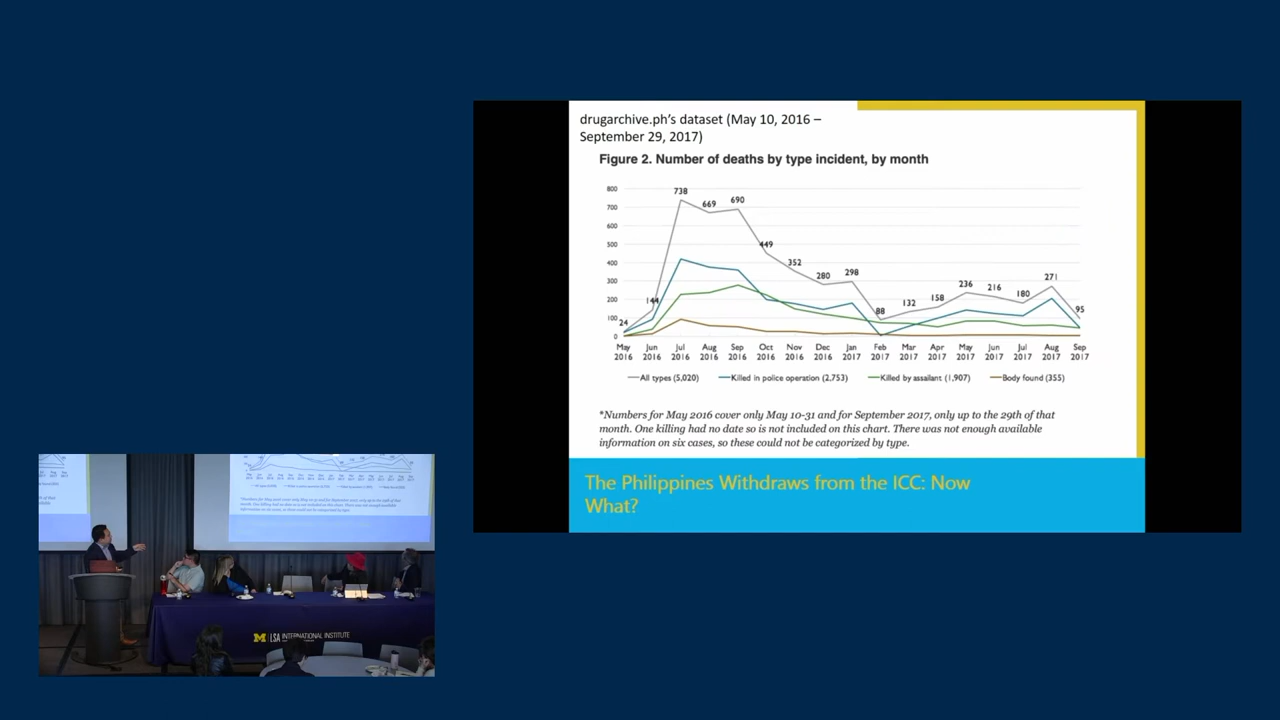 drugarchive.ph's dataset (May 10, 2016 –
September 29, 2017)
Figure 2. Number of deaths by type incident, by month
800
700
600
500
400
300
200
100
0
24
144
738
669
690
449
352
280
298
88
132
158
236
216
180
271
95
May Jun Jul Aug Sep Oct Nov Dec Jan Feb Mar Apr May Jun Jul Aug Sep
2016 2016 2016 2016 2016 2016 2016 2016 2017 2017 2017 2017 2017 2017 2017 2017 2017
All types (5,020) Killed in police operation (2,753) Killed by assailant (1,907) Body found (355)
*Numbers for May 2016 cover only May 10-31 and for September 2017, only up to the 29th of that
month. One killing had no date so is not included on this chart. There was not enough available
information on six cases, so these could not be categorized by type.
The Philippines Withdraws from the ICC: Now
What?
M LSA INTERNATIONAL INSTITUTE